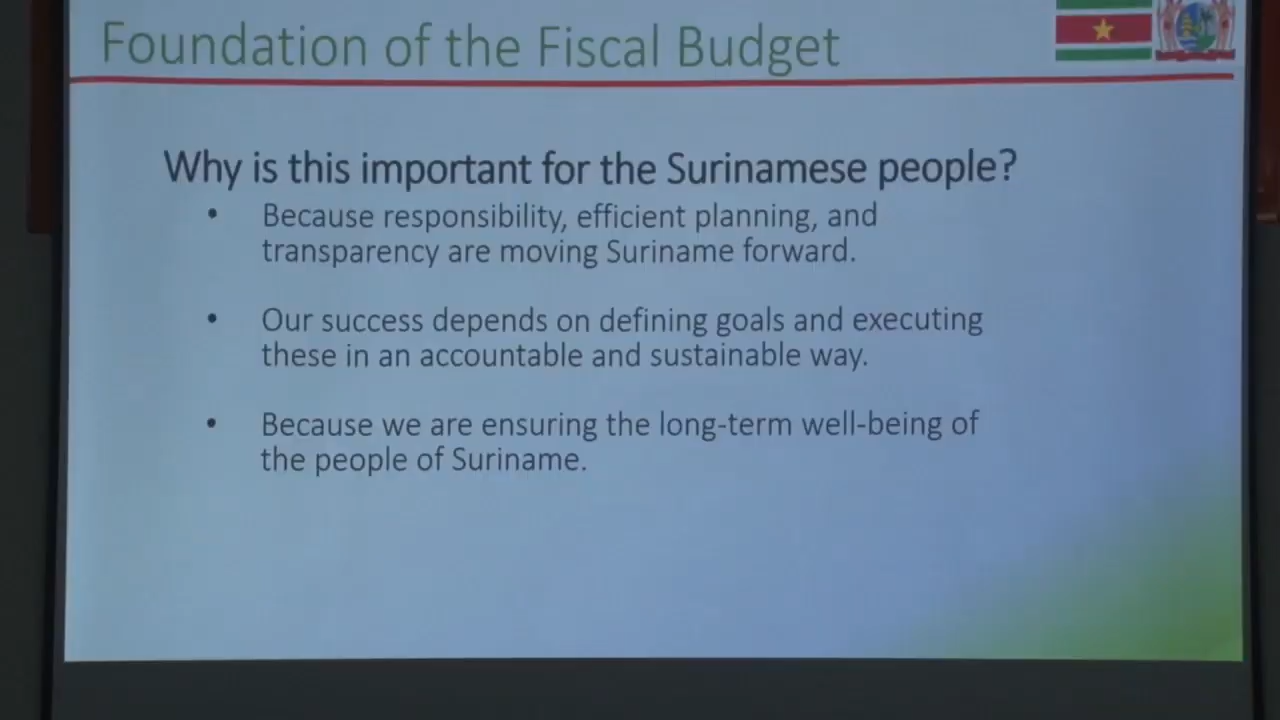 Foundation of the Fiscal Budget
Why is this important for the Surinamese people?
• Because responsibility, efficient planning, and
transparency are moving Suriname forward.
• Our success depends on defining goals and executing
these in an accountable and sustainable way.
• Because we are ensuring the long-term well-being of
the people of Suriname.